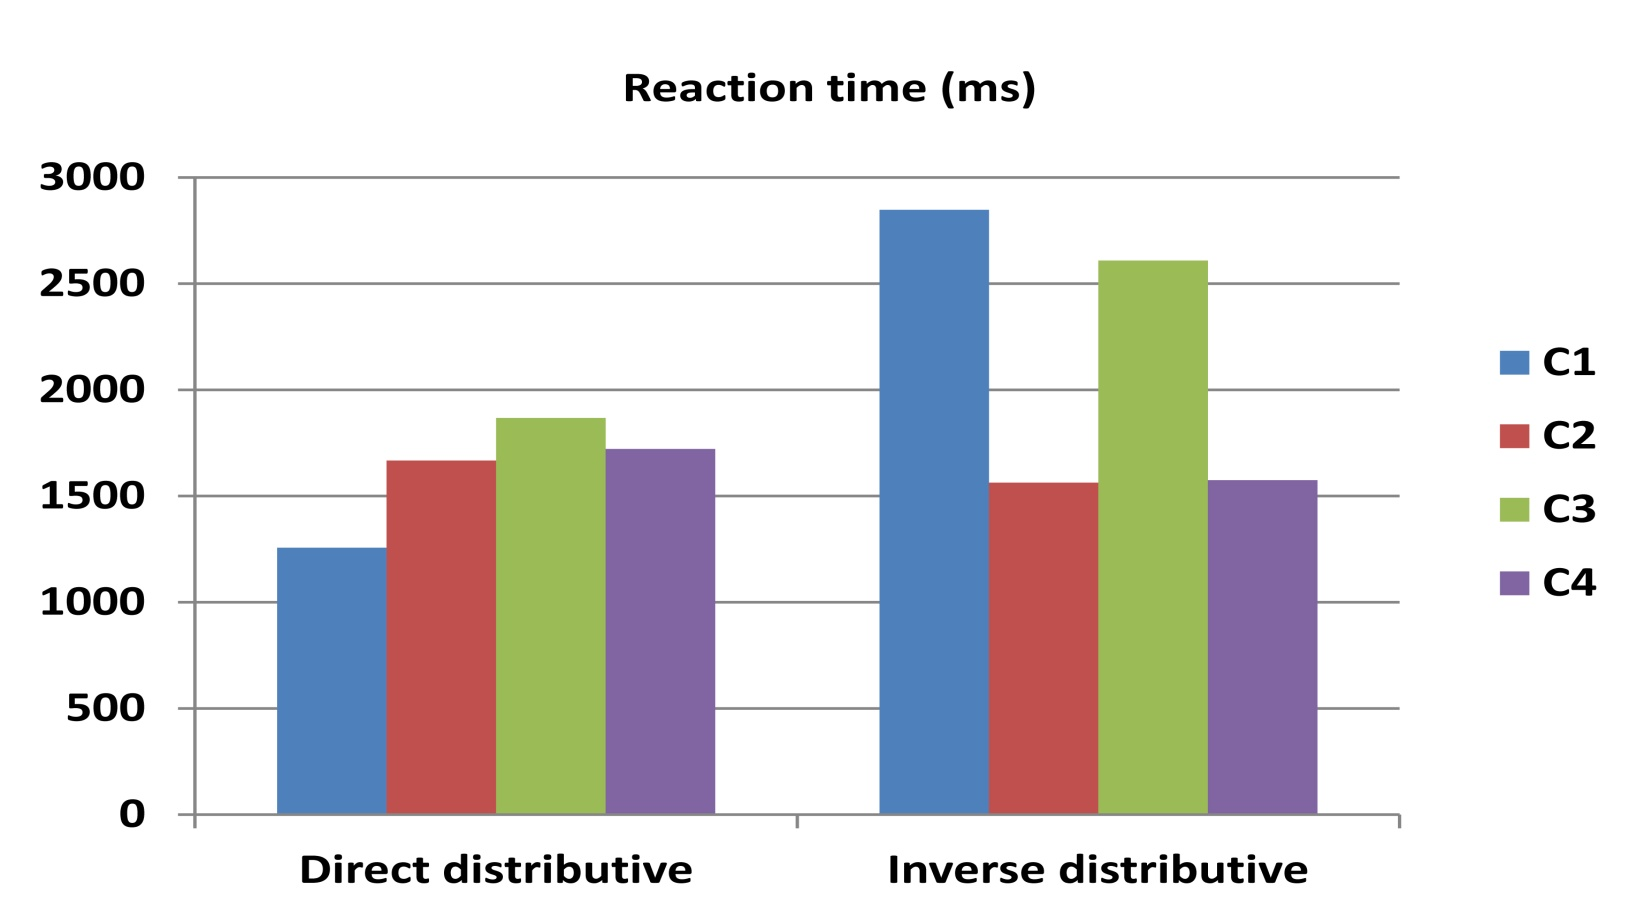 Reaction time (ms)
3000
2500
2000
1500
1000
500
0
Direct distributive
Inverse distributive
C1
C2
C3
C4